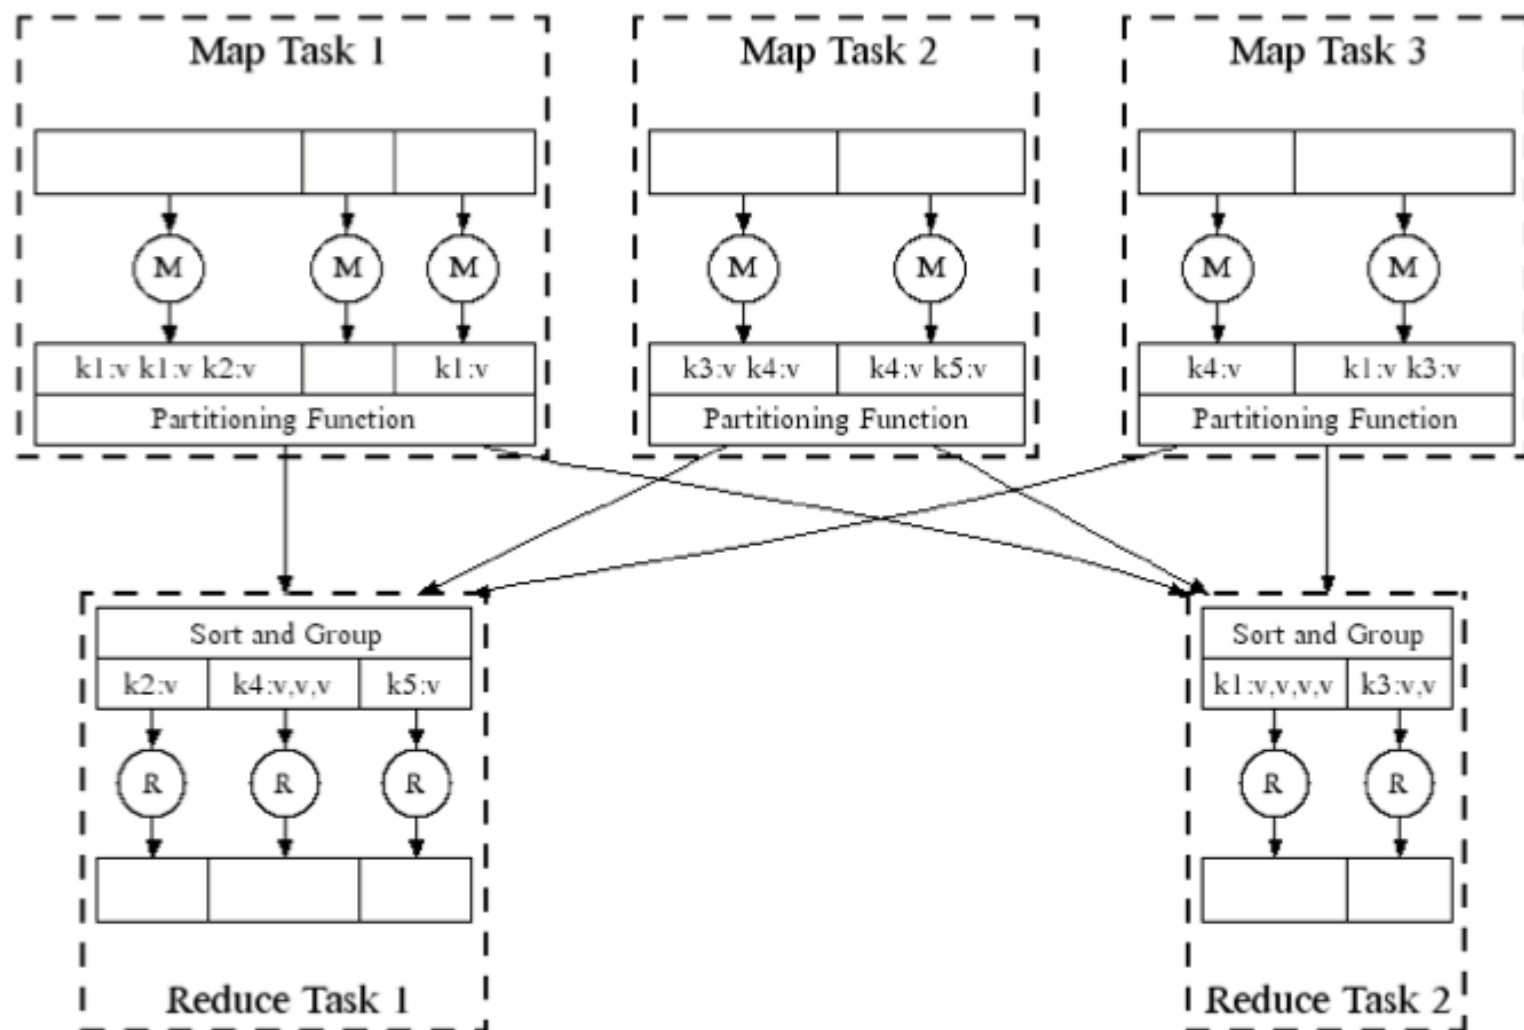 Map Task 1
Map Task 2
Map Task 3
M
M
M
M
M
M
M
k1:v k1:v k2:v
k1:v
k3:v k4:v
k4:v k5:v
k4:v
k1:v k3:v
Partitioning Function
Partitioning Function
Partitioning Function
Sort and Group
Sort and Group
k2:v
k4:v,v,v
k5:v
k1:v,v,v,v
k3:v,v
R
R
R
R
R
Reduce Task 1
Reduce Task 2